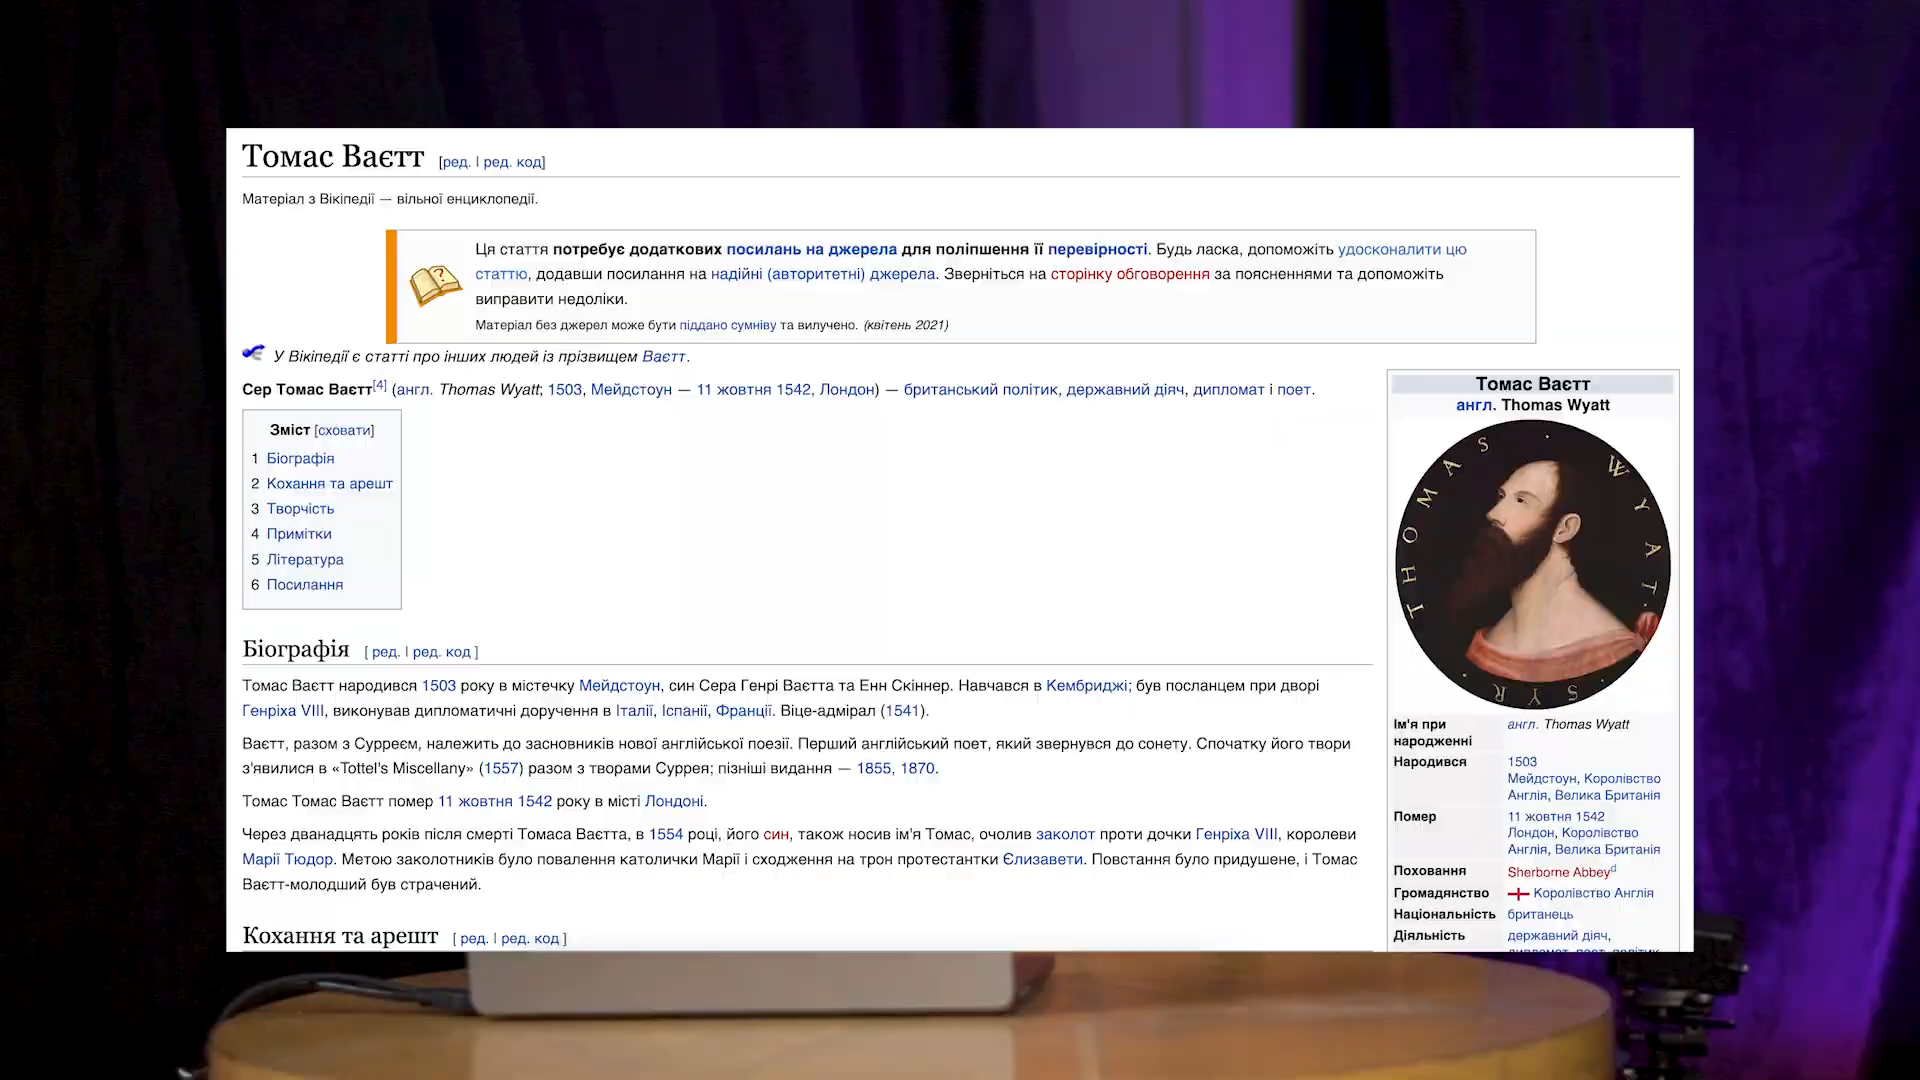 Томас Ваєтт [ред. | ред. код]
Матеріал з Вікіпедії — вільної енциклопедії.
Ця стаття потребує додаткових посилань на джерела для поліпшення її перевірності. Будь ласка, допоможіть удосконалити цю
статтю, додавши посилання на надійні (авторитетні) джерела. Зверніться на сторінку обговорення за поясненнями та допоможіть
виправити недоліки.
Матеріал без джерел може бути піддано сумніву та вилучено. (квітень 2021)
У Вікіпедії є статті про інших людей із прізвищем Ваєтт.
Сер Томас Ваєтт[4] (англ. Thomas Wyatt; 1503, Мейдстоун — 11 жовтня 1542, Лондон) — британський політик, державний діяч, дипломат і поет.
Зміст [сховати]
1 Біографія
2 Кохання та арешт
3 Творчість
4 Примітки
5 Література
6 Посилання
Біографія [ ред. | ред. код ]
Томас Ваєтт народився 1503 року в містечку Мейдстоун, син Сера Генрі Ваєтта та Енн Скіннер. Навчався в Кембриджі; був посланцем при дворі
Генріха VIII, виконував дипломатичні доручення в Італії, Іспанії, Франції. Віце-адмірал (1541).
Ваєтт, разом з Сурреєм, належить до засновників нової англійської поезії. Перший англійський поет, який звернувся до сонету. Спочатку його твори
з'явилися в «Tottel's Miscellany» (1557) разом з творами Суррея; пізніші видання — 1855, 1870.
Томас Томас Ваєтт помер 11 жовтня 1542 року в місті Лондоні.
Через дванадцять років після смерті Томаса Ваєтта, в 1554 році, його син, також носив ім'я Томас, очолив заколот проти дочки Генріха VIII, королеви
Марії Тюдор. Метою заколотників було повалення католички Марії і сходження на трон протестантки Єлизавети. Повстання було придушене, і Томас
Ваєтт-молодший був страчений.
Кохання та арешт [ ред. | ред. код ]
Томас Ваєтт
англ. Thomas Wyatt
THOMAS WYAT. SYR.
Ім'я при народженні англ. Thomas Wyatt
Народився 1503
Мейдстоун, Королівство
Англія, Велика Британія
Помер 11 жовтня 1542
Лондон, Королівство
Англія, Велика Британія
Поховання Sherborne Abbey d
Громадянство Королівство Англія
Національність британець
Діяльність державний діяч,
дипломат, поет, політик